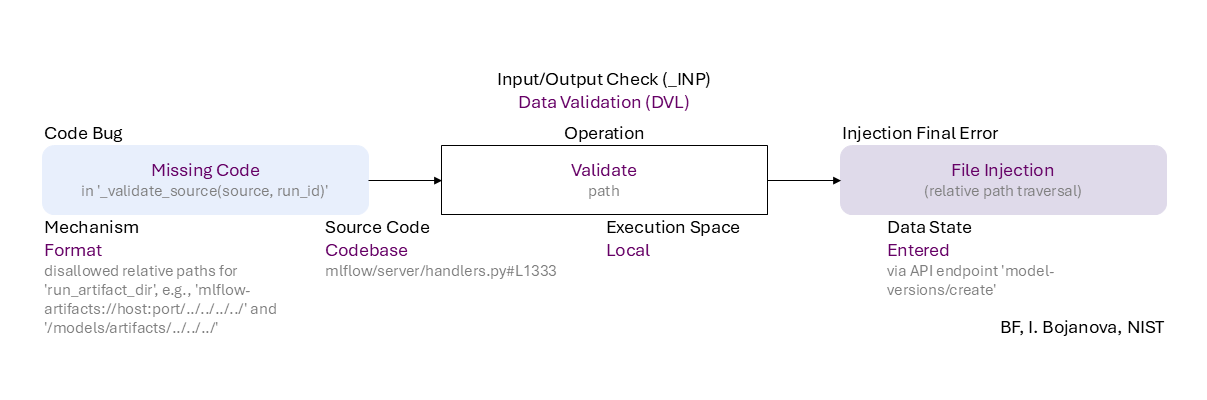 Input/Output Check (_INP)
Data Validation (DVL)
Code Bug
Operation
Injection Final Error
Missing Code
in '_validate_source(source, run_id)'
Validate
path
File Injection
(relative path traversal)
Mechanism
Format
disallowed relative paths for
'run_artifact_dir', e.g., 'mlflow-
artifacts://host:port/../../../../' and
'/models/artifacts/../../../'
Source Code
Codebase
mlflow/server/handlers.py#L1333
Execution Space
Local
Data State
Entered
via API endpoint 'model-
versions/create'
BF, I. Bojanova, NIST